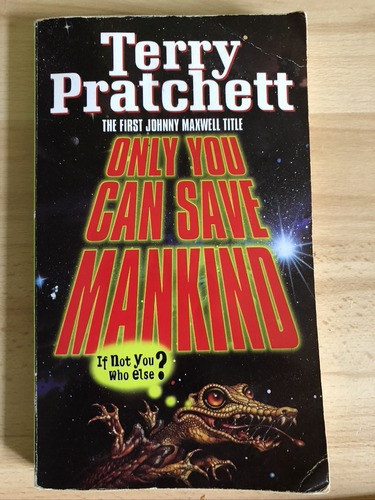 Terry
Pratchett
THE FIRST JOHNNY MAXWELL TITLE
ONLY YOU
CAN SAVE
MANKIND
If not you
who else?